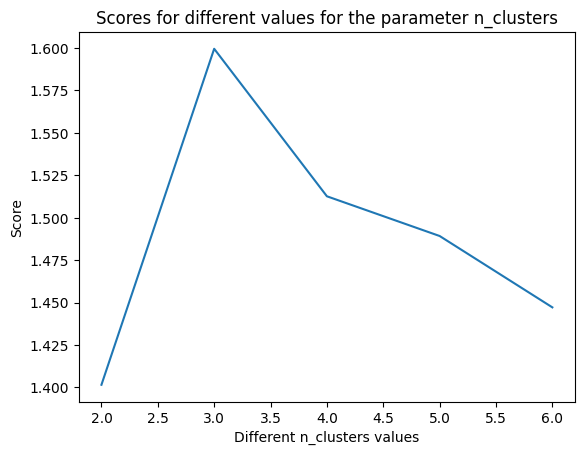 Scores for different values for the parameter n_clusters
1.600
1.575
1.550
1.525
1.500
1.475
1.450
1.425
1.400
Score
2.0 2.5 3.0 3.5 4.0 4.5 5.0 5.5 6.0
Different n_clusters values